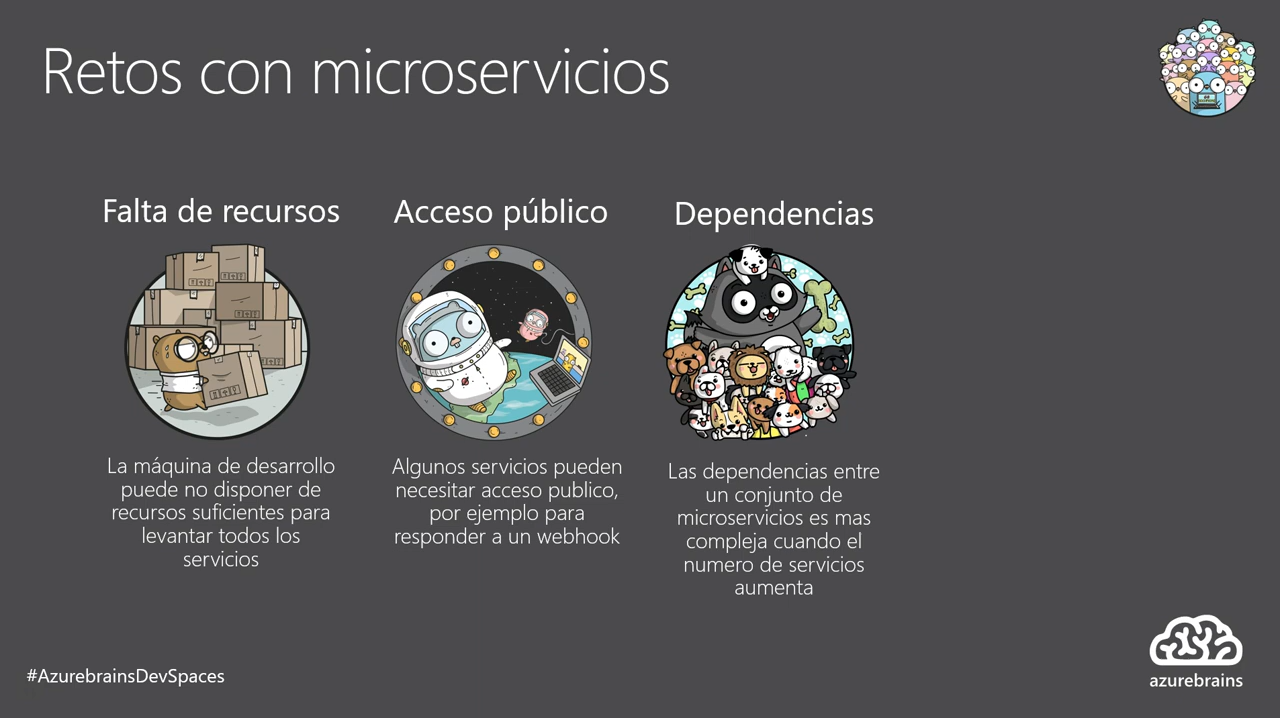 Retos con microservicios
Falta de recursos
La máquina de desarrollo
puede no disponer de
recursos suficientes para
levantar todos los
servicios
Acceso público
Algunos servicios pueden
necesitar acceso publico,
por ejemplo para
responder a un webhook
Dependencias
Las dependencias entre
un conjunto de
microservicios es mas
compleja cuando el
numero de servicios
aumenta
#AzurebrainsDevSpaces
azurebrains